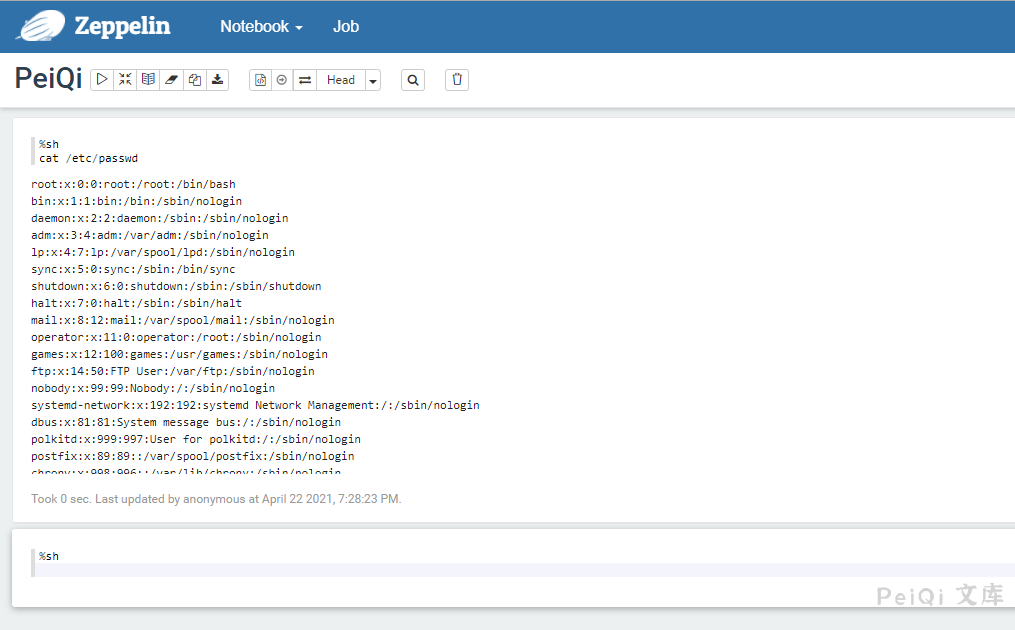 Zeppelin Notebook Job
PeiQi Head
%sh
cat /etc/passwd
root:x:0:0:root:/root:/bin/bash
bin:x:1:1:bin:/bin:/sbin/nologin
daemon:x:2:2:daemon:/sbin:/sbin/nologin
adm:x:3:4:adm:/var/adm:/sbin/nologin
lp:x:4:7:lp:/var/spool/lpd:/sbin/nologin
sync:x:5:0:sync:/sbin:/bin/sync
shutdown:x:6:0:shutdown:/sbin:/sbin/shutdown
halt:x:7:0:halt:/sbin:/sbin/halt
mail:x:8:12:mail:/var/spool/mail:/sbin/nologin
operator:x:11:0:operator:/root:/sbin/nologin
games:x:12:100:games:/usr/games:/sbin/nologin
ftp:x:14:50:FTP User:/var/ftp:/sbin/nologin
nobody:x:99:99:Nobody:/:/sbin/nologin
systemd-network:x:192:192:systemd Network Management:/:/sbin/nologin
dbus:x:81:81:System message bus:/:/sbin/nologin
polkitd:x:999:997:User for polkitd:/:/sbin/nologin
postfix:x:89:89::/var/spool/postfix:/sbin/nologin
chrony:x:998:996::/var/lib/chrony:/sbin/nologin
Took 0 sec. Last updated by anonymous at April 22 2021, 7:28:23 PM.
%sh
PeiQi 文库